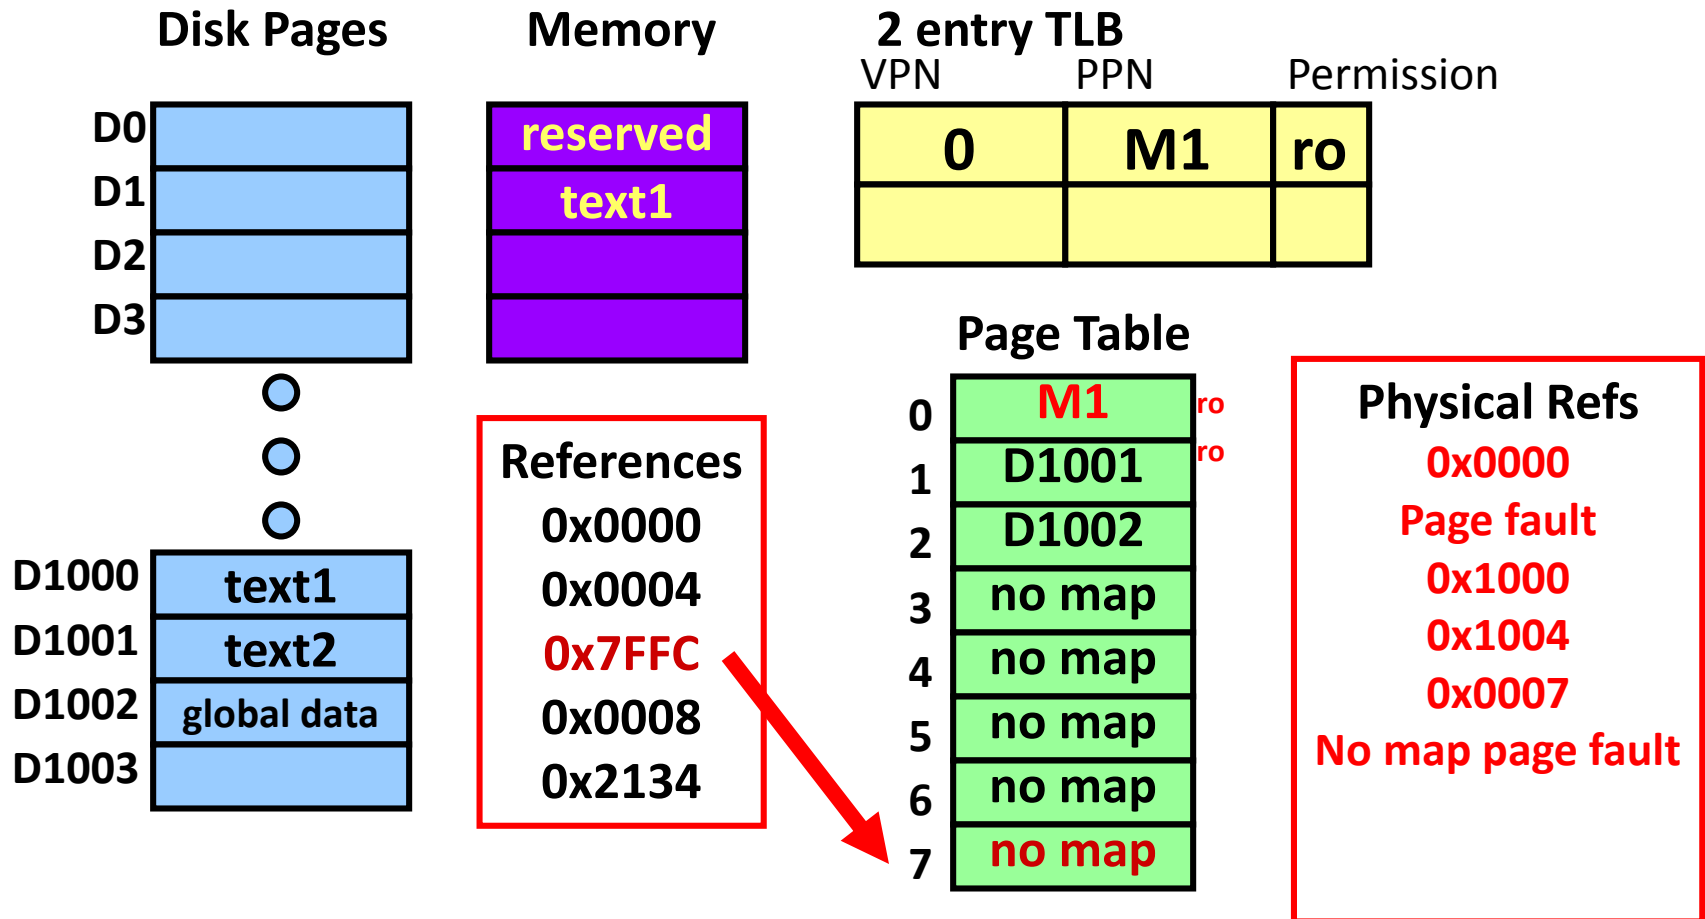 Disk Pages
Memory
2 entry TLB
VPN PPN Permission
D0
D1
D2
D3
reserved
text1
0 M1 ro
D1000 text1
D1001 text2
D1002 global data
D1003
References
0x0000
0x0004
0x7FFC
0x0008
0x2134
Page Table
0 M1 ro
1 D1001 ro
2 D1002
3 no map
4 no map
5 no map
6 no map
7 no map
Physical Refs
0x0000
Page fault
0x1000
0x1004
0x0007
No map page fault